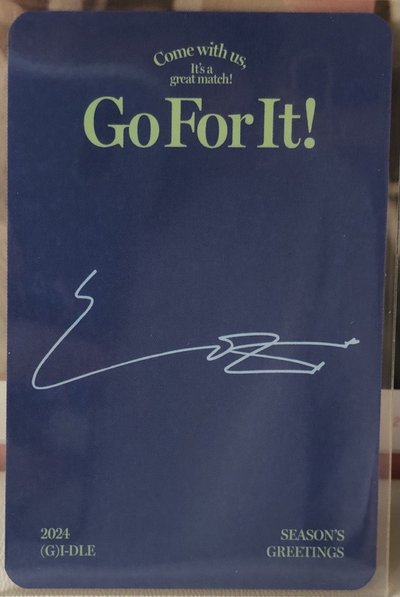 Come with us,
It's a
great match!
Go For It!
2024
(G)I-DLE
SEASON'S
GREETINGS